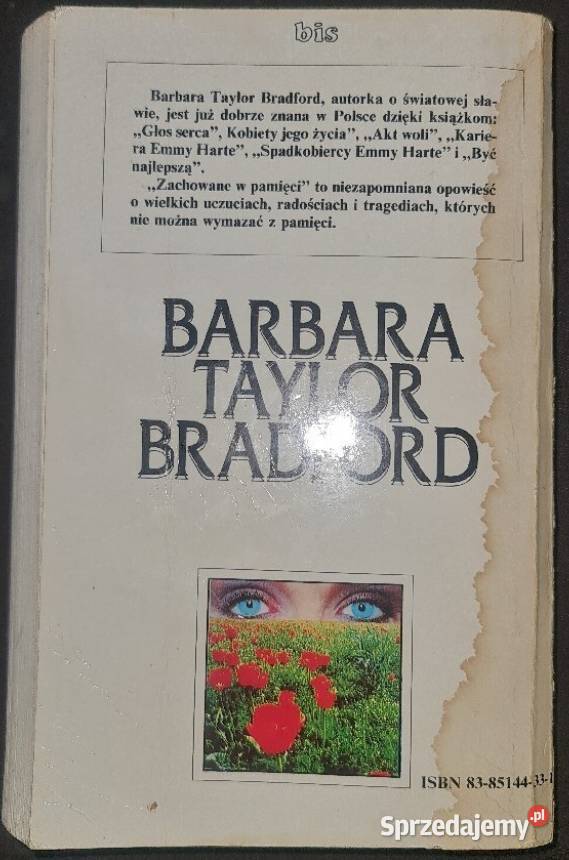 bis
Barbara Taylor Bradford, autorka o światowej sła-
wie, jest już dobrze znana w Polsce dzięki książkom:
„Głos serca”, Kobiety jego życia”, „Akt woli”, „Karie-
ra Emmy Harte”, „Spadkobiercy Emmy Harte” i „Być
najlepszą”.
„Zachowane w pamięci” to niezapomniana opowieść
o wielkich uczuciach, radościach i tragediach, których
nie można wymazać z pamięci.
BARBARA
TAYLOR
BRADFORD
ISBN 83-85144-33-1
Sprzedajemy.pl